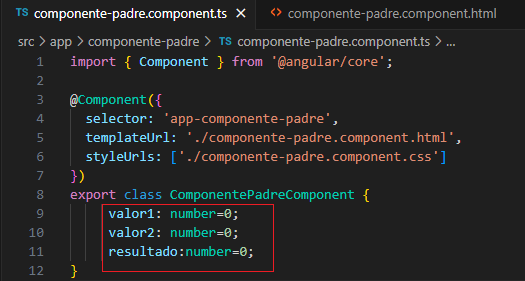 TS componente-padre.component.ts × <> componente-padre.component.html
src > app > componente-padre > TS componente-padre.component.ts > ...
1 import { Component } from '@angular/core';
2
3 @Component({
4 selector: 'app-componente-padre',
5 templateUrl: './componente-padre.component.html',
6 styleUrls: ['./componente-padre.component.css']
7 })
8 export class ComponentePadreComponent {
9 valor1: number=0;
10 valor2: number=0;
11 resultado:number=0;
12 }